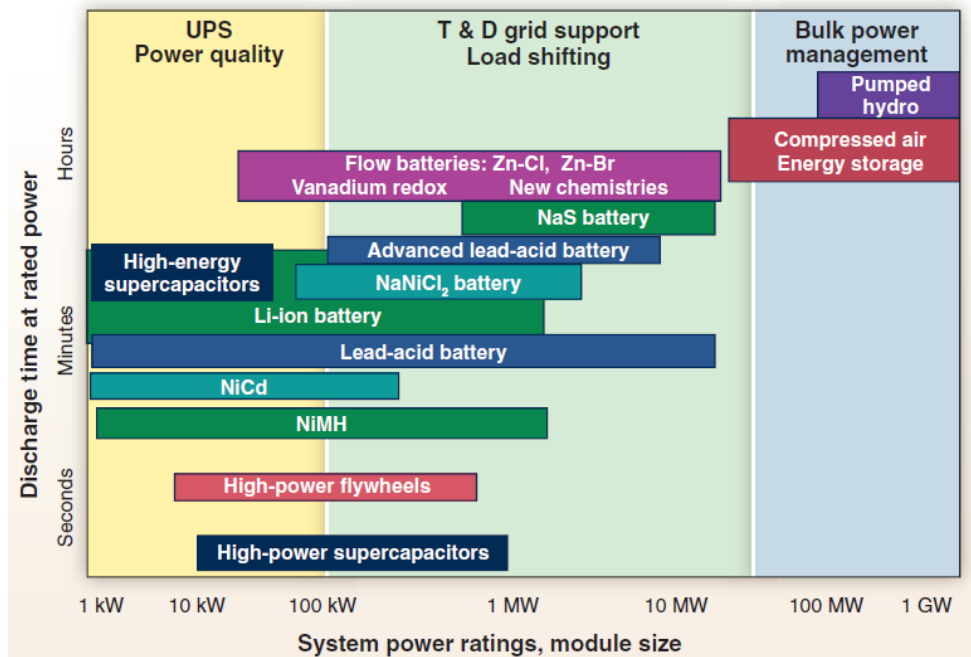 UPS
Power quality
T & D grid support
Load shifting
Bulk power
management
Pumped
hydro
Compressed air
Energy storage
Flow batteries: Zn-Cl, Zn-Br
Vanadium redox New chemistries
NaS battery
Advanced lead-acid battery
High-energy
supercapacitors
NaNiCl₂ battery
Li-ion battery
Lead-acid battery
NiCd
NiMH
High-power flywheels
High-power supercapacitors
Discharge time at rated power
Hours
Minutes
Seconds
1 kW 10 kW 100 kW 1 MW 10 MW 100 MW 1 GW
System power ratings, module size